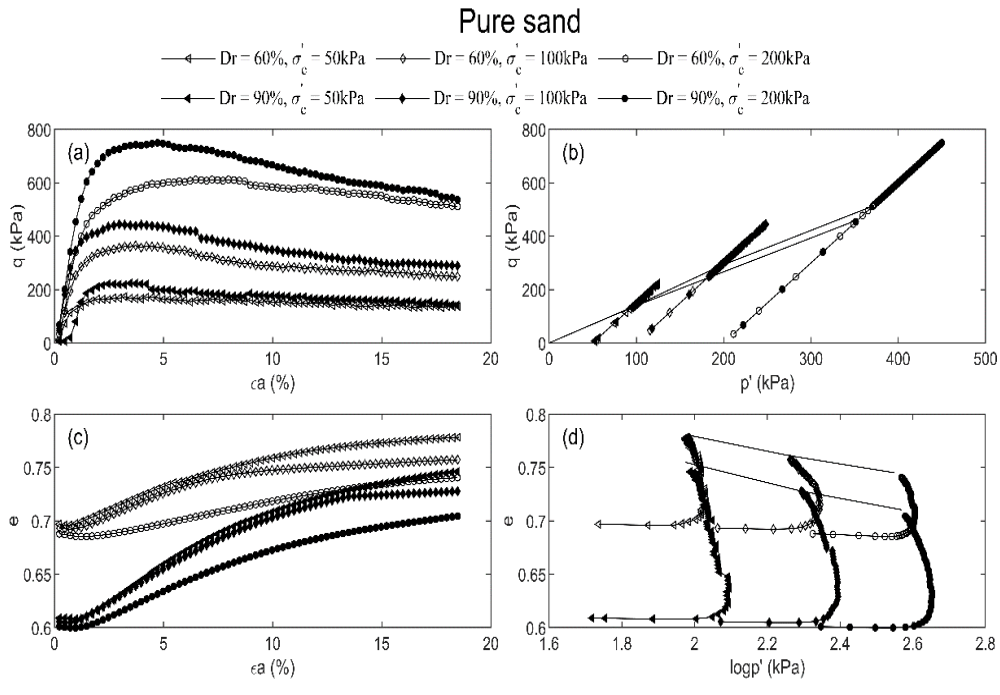 Pure sand
Dr = 60%, σ'c = 50kPa Dr = 60%, σ'c = 100kPa Dr = 60%, σ'c = 200kPa
Dr = 90%, σ'c = 50kPa Dr = 90%, σ'c = 100kPa Dr = 90%, σ'c = 200kPa
800
600
400
200
0
q (kPa)
(a)
0 5 10 15 20
ϵa (%)
800
600
400
200
0
q (kPa)
(b)
0 100 200 300 400 500
p' (kPa)
0.8
0.75
0.7
0.65
0.6
e
(c)
0 5 10 15 20
ϵa (%)
0.8
0.75
0.7
0.65
0.6
e
(d)
1.6 1.8 2 2.2 2.4 2.6 2.8
logp' (kPa)